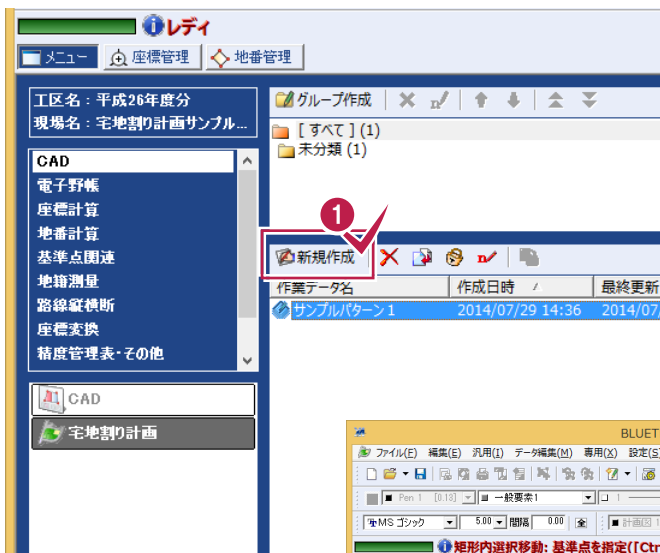 レディ
メニュー 座標管理 地番管理
工区名：平成26年度分
現場名：宅地割り計画サンプル...
グループ作成
[ すべて ] (1)
未分類 (1)
CAD
電子野帳
座標計算
地番計算
基準点関連
地籍測量
路線縦横断
座標変換
精度管理表・その他
1
新規作成
作業データ名 作成日時 最終更新
サンプルパターン1 2014/07/29 14:36 2014/07/
CAD
宅地割り計画
BLUET
ファイル(F) 編集(E) 汎用(I) データ編集(M) 専用(X) 設定(S)
Pen 1 [0.13] 一般要素1
MS ゴシック 5.00 間隔 0.00 全 計画図 1
矩形内選択移動: 基準点を指定([Ctr